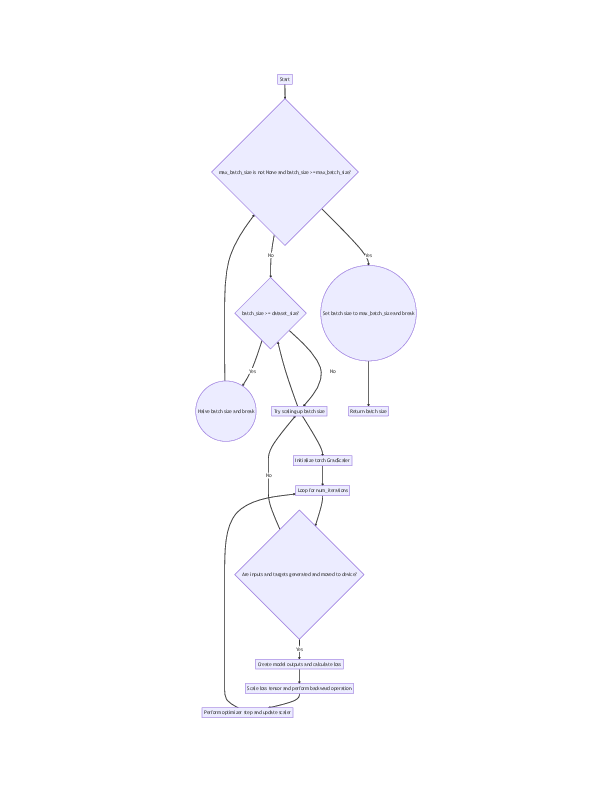 Start
max_batch_size is not None and batch_size >= max_batch_size?
No
Yes
batch_size >= dataset_size?
Set batch size to max_batch_size and break
Yes
No
Halve batch size and break
Try scaling up batch size
Return batch size
Initialize torch GradScaler
No
Loop for num_iterations
Are inputs and targets generated and moved to device?
Yes
Create model outputs and calculate loss
Scale loss tensor and perform backward operation
Perform optimizer step and update scaler